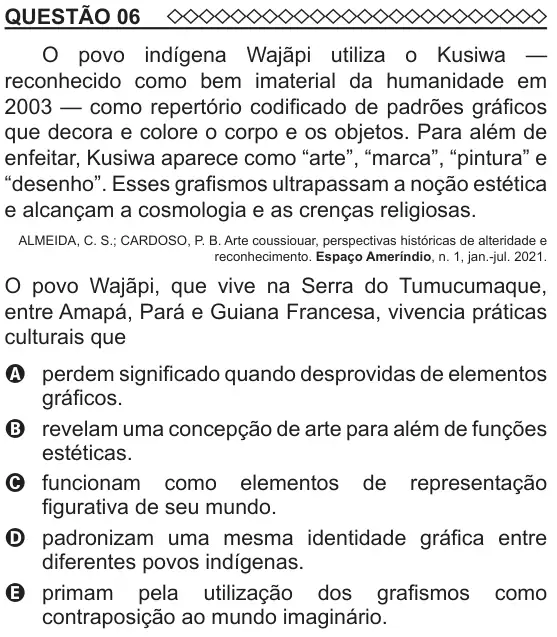 QUESTÃO 06
O povo indígena Wajãpi utiliza o Kusiwa —
reconhecido como bem imaterial da humanidade em
2003 — como repertório codificado de padrões gráficos
que decora e colore o corpo e os objetos. Para além de
enfeitar, Kusiwa aparece como “arte”, “marca”, “pintura” e
“desenho”. Esses grafismos ultrapassam a noção estética
e alcançam a cosmologia e as crenças religiosas.
ALMEIDA, C. S.; CARDOSO, P. B. Arte coussiouar, perspectivas históricas de alteridade e
reconhecimento. Espaço Ameríndio, n. 1, jan.-jul. 2021.
O povo Wajãpi, que vive na Serra do Tumucumaque,
entre Amapá, Pará e Guiana Francesa, vivencia práticas
culturais que
A perdem significado quando desprovidas de elementos
gráficos.
B revelam uma concepção de arte para além de funções
estéticas.
C funcionam como elementos de representação
figurativa de seu mundo.
D padronizam uma mesma identidade gráfica entre
diferentes povos indígenas.
E primam pela utilização dos grafismos como
contraposição ao mundo imaginário.